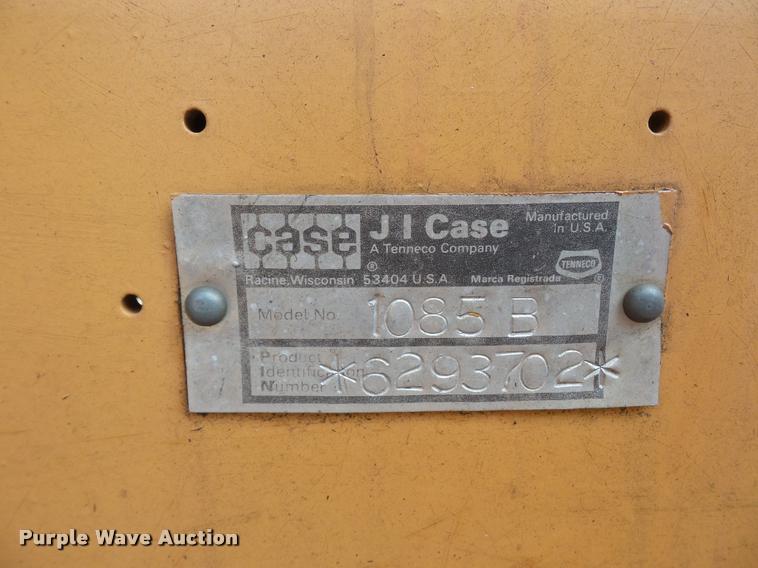 case
J I Case
A Tenneco Company
Manufactured
in U.S.A.
TENNECO
®
®
Racine, Wisconsin 53404 U.S.A Marca Registrada
Model No. 1085 B
Product
Identification
Number *6293702*
Purple Wave Auction